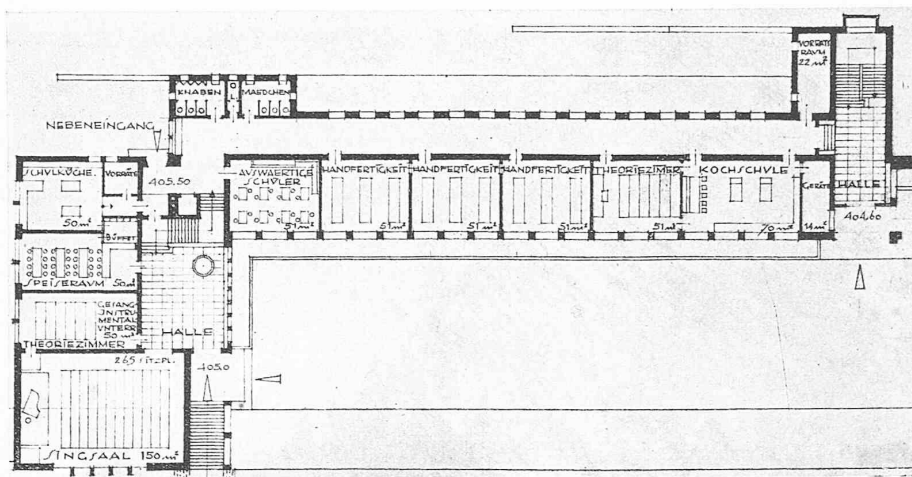 VORRÄTE
RAUM
22 m²
KNABEN
MAEDCHEN
NEBENEINGANG
405.50
SCHULKÜCHE
50 m²
VORRÄTE
AUSWAERTIGE
SCHÜLER
51 m²
HANDFERTIGKEIT
51 m²
HANDFERTIGKEIT
51 m²
HANDFERTIGKEIT
51 m²
THEORIEZIMER
51 m²
KOCHSCHULE
70 m²
GERÄTE
14 m²
HALLE
404.60
BÜFFET
SPEISERAUM 50 m²
GESANG
INSTRU
MENTAL
UNTERR
50 m²
THEORIEZIMMER
HALLE
265 SITZPL.
405.0
SINGSAAL 150 m²